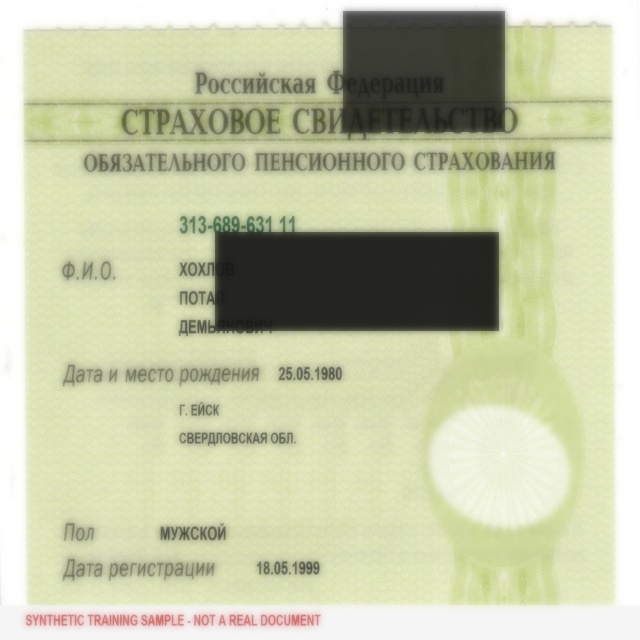 Российская Федерация
СТРАХОВОЕ СВИДЕТЕЛЬСТВО
ОБЯЗАТЕЛЬНОГО ПЕНСИОННОГО СТРАХОВАНИЯ
313-689-631 11
Ф.И.О.
ДЕМЬЯНОВИЧ
Дата и место рождения 25.05.1980
Г. ЕЙСК
СВЕРДЛОВСКАЯ ОБЛ.
Пол МУЖСКОЙ
Дата регистрации 18.05.1999
SYNTHETIC TRAINING SAMPLE - NOT A REAL DOCUMENT